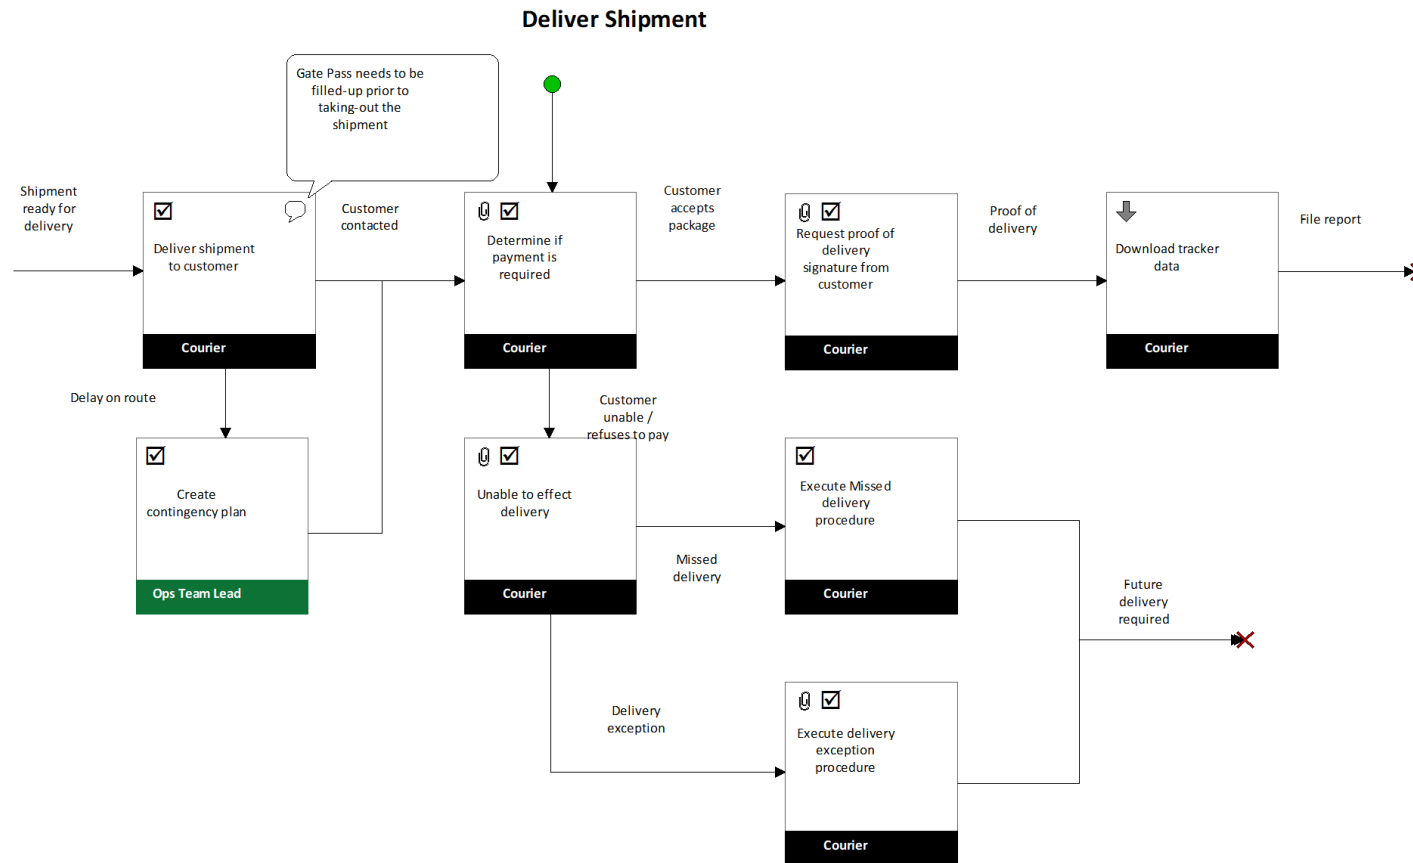 Deliver Shipment
Gate Pass needs to be
filled-up prior to
taking-out the
shipment
Shipment
ready for
delivery
Deliver shipment
to customer
Courier
Customer
contacted
Determine if
payment is
required
Courier
Customer
accepts
package
Request proof of
delivery
signature from
customer
Courier
Proof of
delivery
Download tracker
data
Courier
File report
Delay on route
Create
contingency plan
Ops Team Lead
Customer
unable /
refuses to pay
Unable to effect
delivery
Courier
Missed
delivery
Execute Missed
delivery
procedure
Courier
Future
delivery
required
Delivery
exception
Execute delivery
exception
procedure
Courier